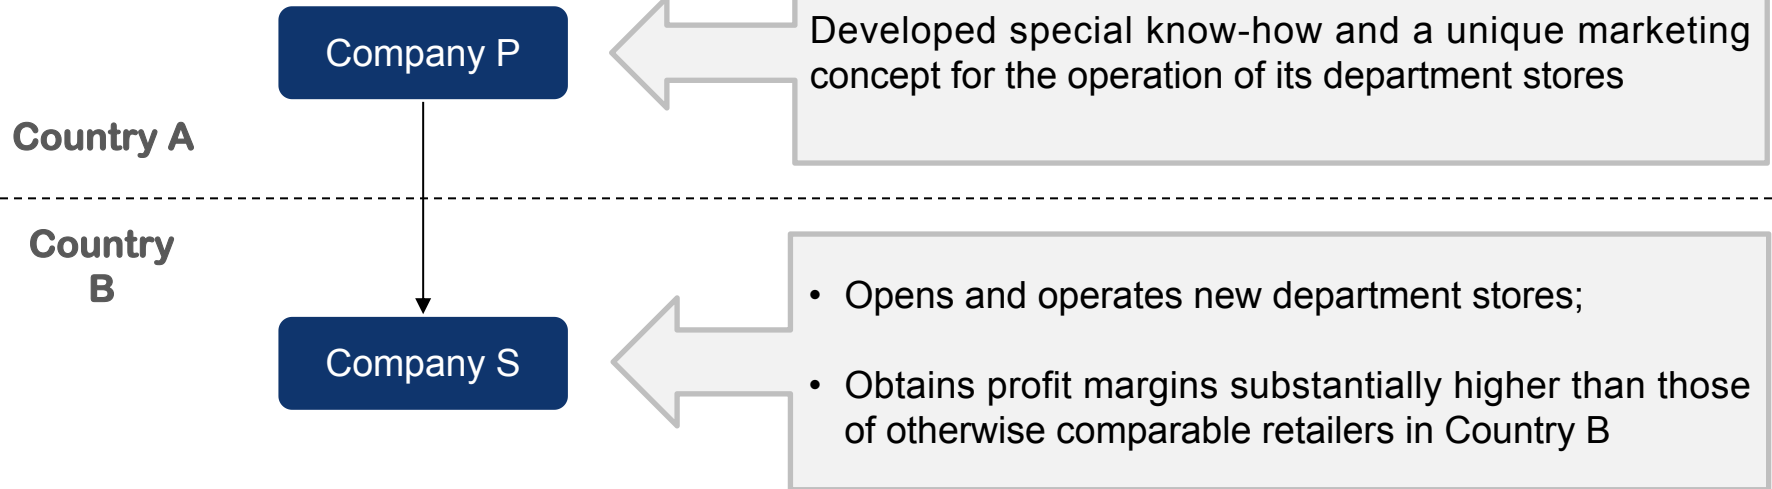 Company P
Developed special know-how and a unique marketing
concept for the operation of its department stores
Country A
Country
B
Company S
• Opens and operates new department stores;
• Obtains profit margins substantially higher than those
of otherwise comparable retailers in Country B